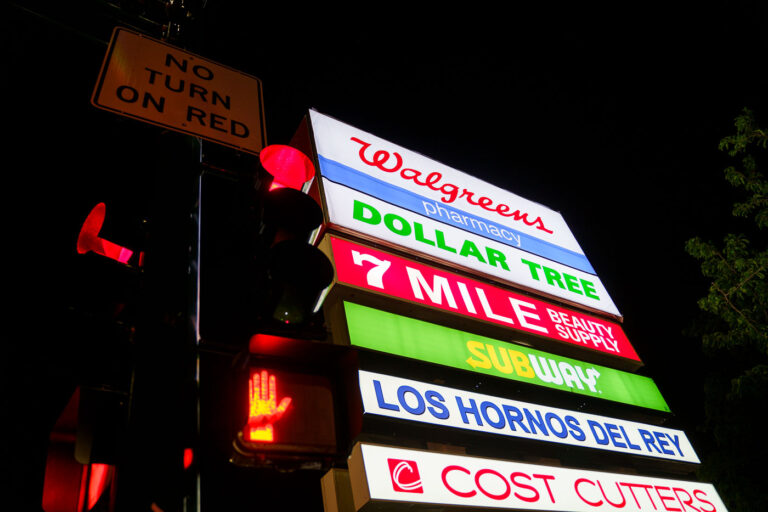 NO
TURN
ON RED
Walgreens
pharmacy
DOLLAR TREE
7 MILE BEAUTY
SUPPLY
SUBWAY
LOS HORNOS DEL REY
COST CUTTERS